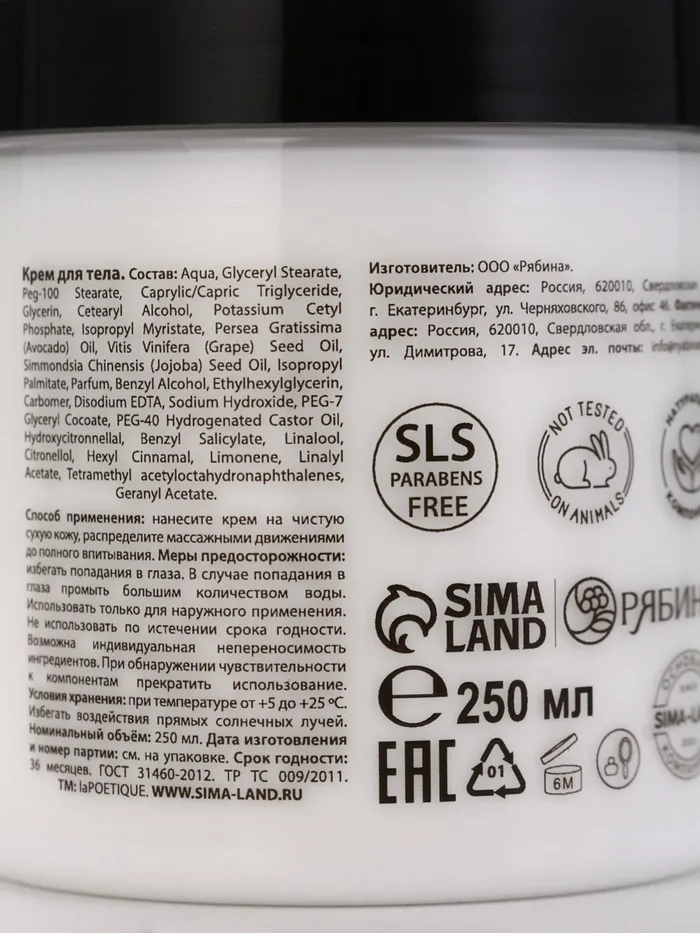 Крем для тела. Состав: Aqua, Glyceryl Stearate,
Peg-100 Stearate, Caprylic/Capric Triglyceride,
Glycerin, Cetearyl Alcohol, Potassium Cetyl
Phosphate, Isopropyl Myristate, Persea Gratissima
(Avocado) Oil, Vitis Vinifera (Grape) Seed Oil,
Simmondsia Chinensis (Jojoba) Seed Oil, Isopropyl
Palmitate, Parfum, Benzyl Alcohol, Ethylhexylglycerin,
Carbomer, Disodium EDTA, Sodium Hydroxide, PEG-7
Glyceryl Cocoate, PEG-40 Hydrogenated Castor Oil,
Hydroxycitronnellal, Benzyl Salicylate, Linalool,
Citronellol, Hexyl Cinnamal, Limonene, Linalyl
Acetate, Tetramethyl acetyloctahydronaphthalenes,
Geranyl Acetate.
Способ применения: нанесите крем на чистую
сухую кожу, распределите массажными движениями
до полного впитывания. Меры предосторожности:
избегать попадания в глаза. В случае попадания в
глаза промыть большим количеством воды.
Использовать только для наружного применения.
Не использовать по истечении срока годности.
Возможна индивидуальная непереносимость
ингредиентов. При обнаружении чувствительности
к компонентам прекратить использование.
Условия хранения: при температуре от +5 до +25 ºС.
Избегать воздействия прямых солнечных лучей.
Номинальный объём: 250 мл. Дата изготовления
и номер партии: см. на упаковке. Срок годности:
36 месяцев. ГОСТ 31460-2012. ТР ТС 009/2011.
ТМ: laPOETIQUE. WWW.SIMA-LAND.RU
Изготовитель: ООО «Рябина».
Юридический адрес: Россия, 620010, Свердловская
г. Екатеринбург, ул. Черняховского, 86, офис 46.
адрес: Россия, 620010, Свердловская обл.,
ул. Димитрова, 17. Адрес эл. почты:
SLS
PARABENS
FREE
NOT TESTED
ON ANIMALS
SIMA
LAND
РЯБИН
℮ 250 МЛ
EAC
01
6M